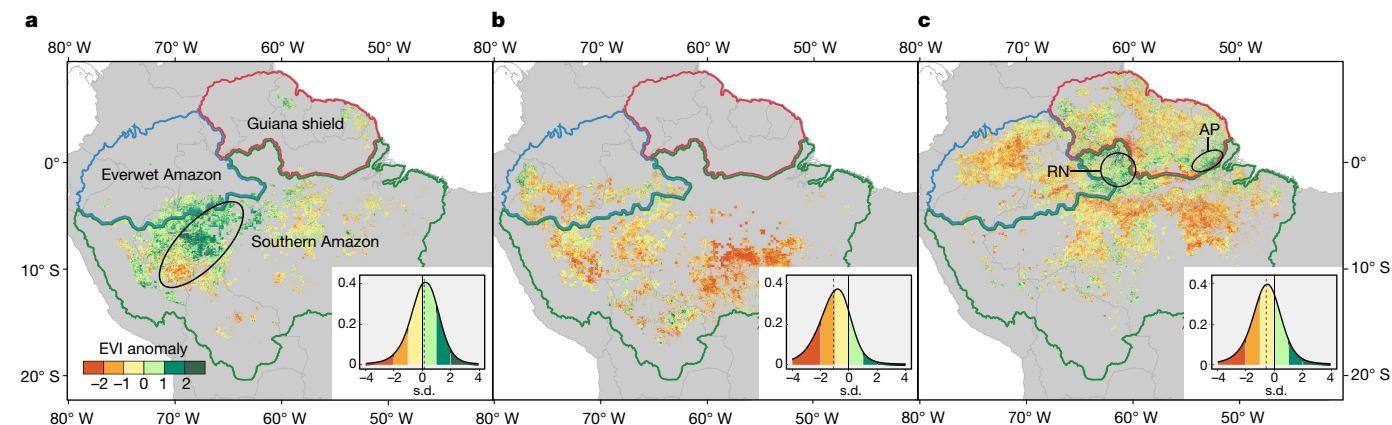 a
b
c
80° W 70° W 60° W 50° W 80° W 70° W 60° W 50° W 80° W 70° W 60° W 50° W
Guiana shield
AP
0°
0°
Everwet Amazon
RN
Southern Amazon
10° S
10° S
0.4
0.4
0.4
0.2
0.2
0.2
EVI anomaly
0
0
0
–2 –1 0 1 2
–4 –2 0 2 4
–4 –2 0 2 4
–4 –2 0 2 4
20° S
20° S
s.d.
s.d.
s.d.
80° W 70° W 60° W 50° W 80° W 70° W 60° W 50° W 70° W 60° W 50° W